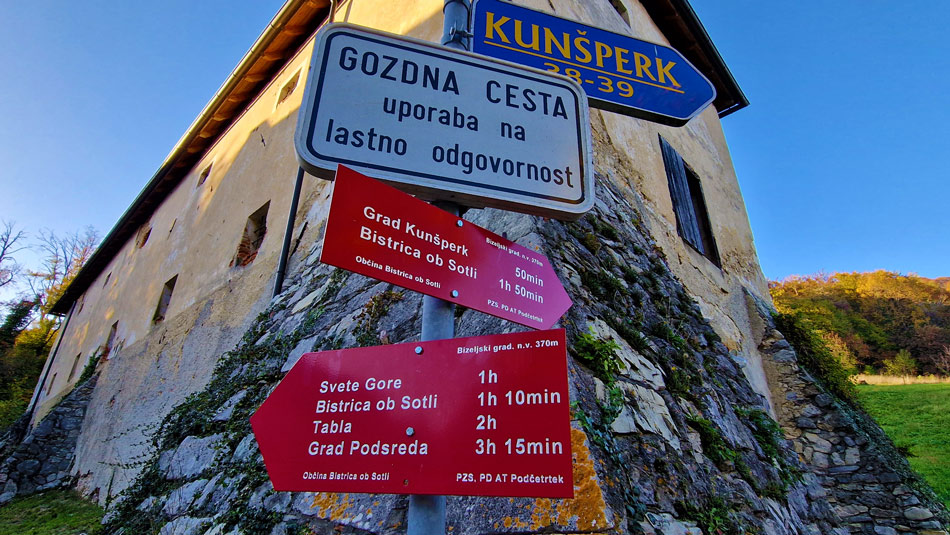 KUNŠPERK
38-39
GOZDNA CESTA
uporaba na
lastno odgovornost
Bizeljski grad, n.v. 370m
Grad Kunšperk 50min
Bistrica ob Sotli 1h 50min
Občina Bistrica ob Sotli PZS, PD AT Podčetrtek
Bizeljski grad, n.v. 370m
Svete Gore 1h
Bistrica ob Sotli 1h 10min
Tabla 2h
Grad Podsreda 3h 15min
Občina Bistrica ob Sotli PZS, PD AT Podčetrtek